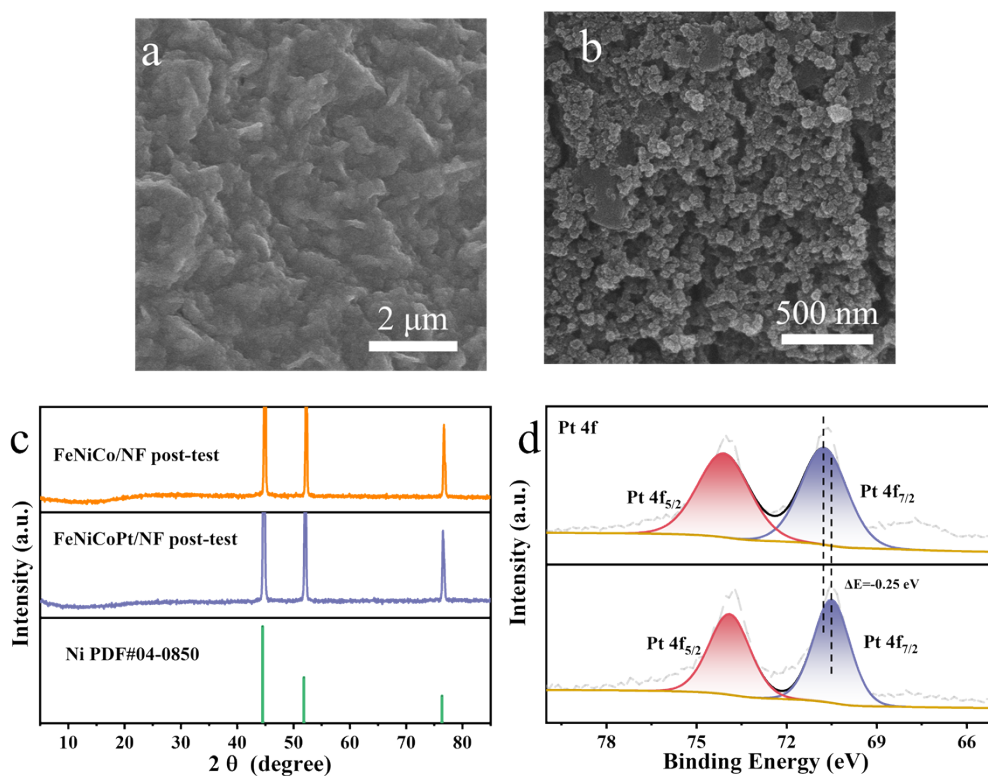 a
2 μm
b
500 nm
c
FeNiCo/NF post-test
FeNiCoPt/NF post-test
Ni PDF#04-0850
Intensity (a.u.)
10 20 30 40 50 60 70 80
2 θ (degree)
d
Pt 4f
Pt 4f5/2
Pt 4f7/2
ΔE=-0.25 eV
Pt 4f5/2
Pt 4f7/2
Intensity (a.u.)
78 75 72 69 66
Binding Energy (eV)